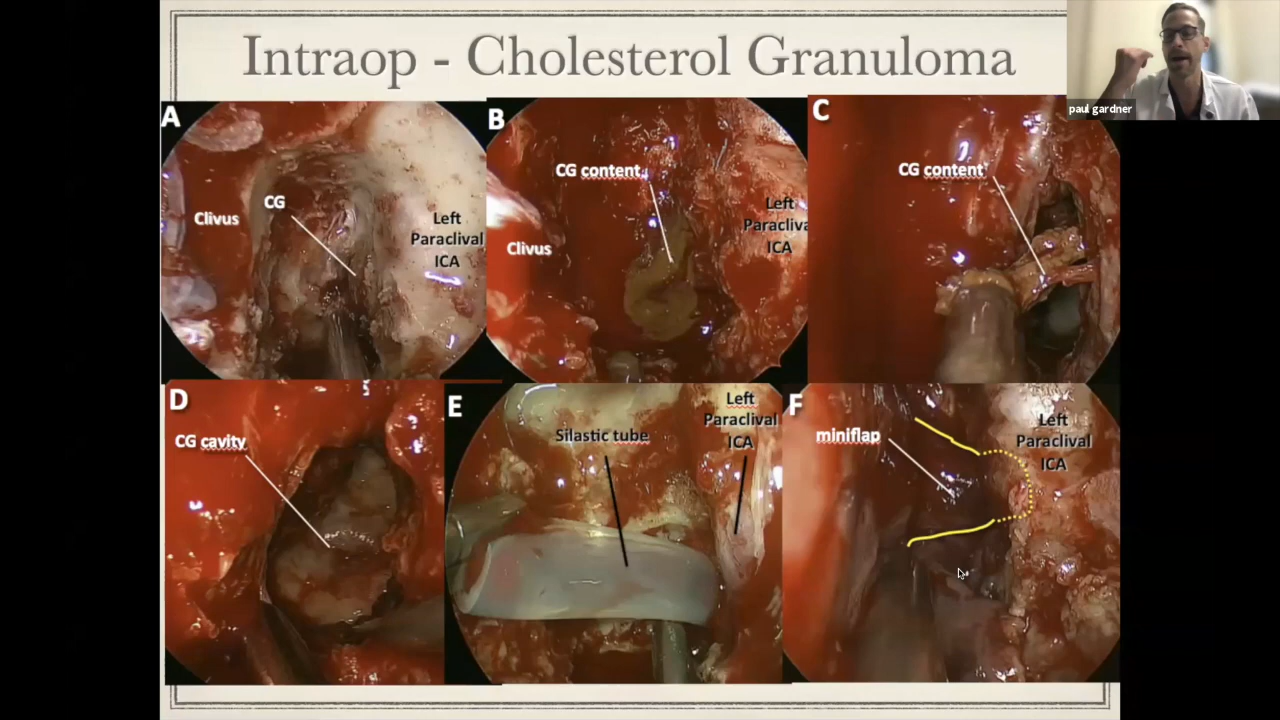 Intraop - Cholesterol Granuloma
paul gardner
A
CG
Clivus
Left
Paraclival
ICA
B
CG content
Clivus
Left
Paracliva
ICA
C
CG content
D
CG cavity
E
Silastic tube
Left
Paraclival
ICA
F
miniflap
Left
Paraclival
ICA